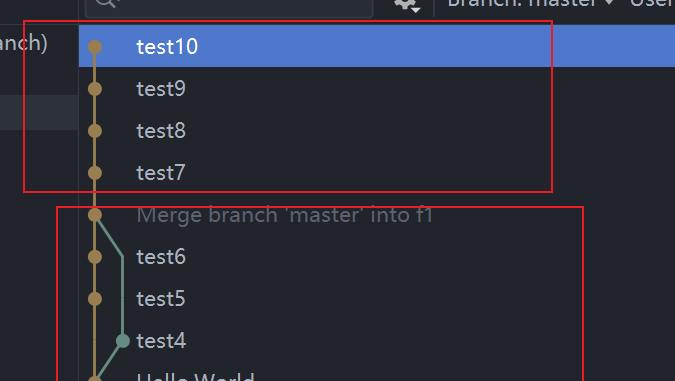 Branch: master User
anch)
test10
test9
test8
test7
Merge branch 'master' into f1
test6
test5
test4
Hello World